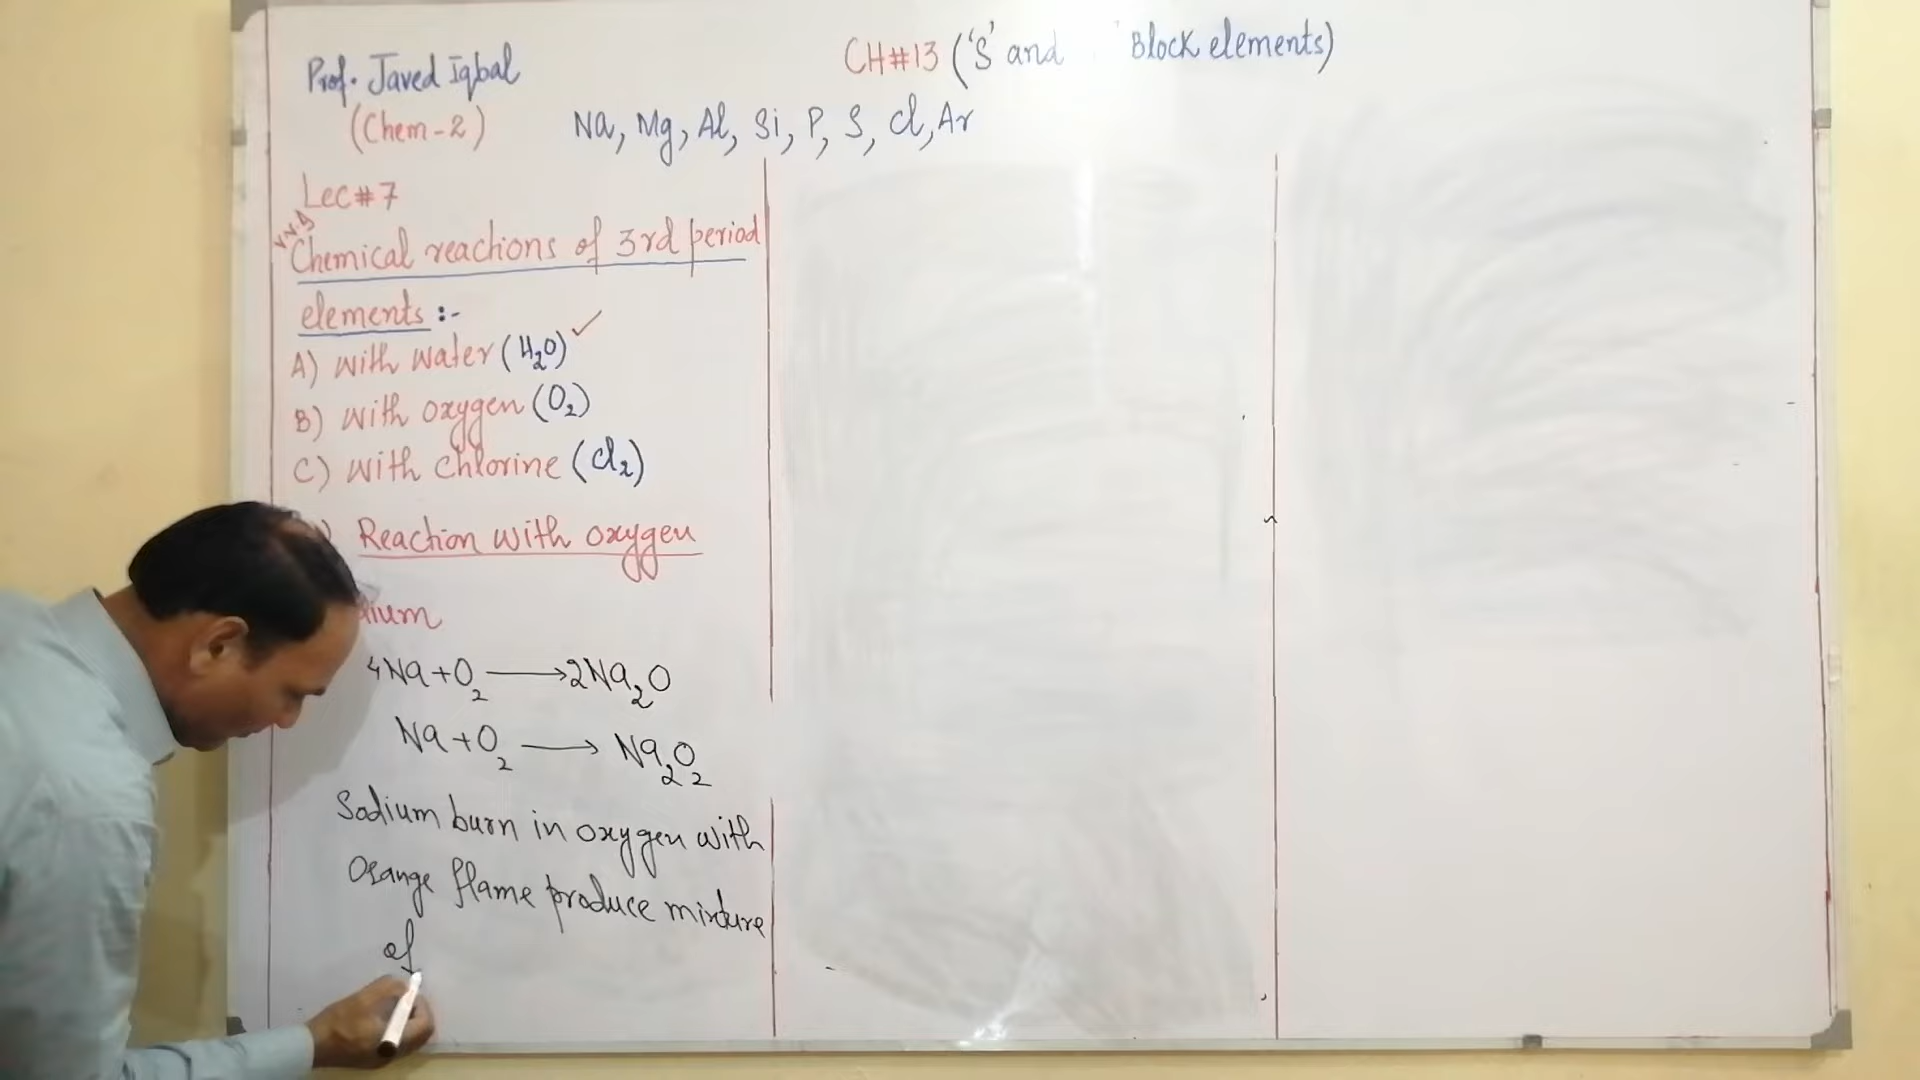 Prof. Javed Iqbal
(Chem-2)
CH#13 ('S' and ' Block elements)
Na, Mg, Al, Si, P, S, Cl, Ar
Lec#7
Chemical reactions of 3rd period
elements :-
A) with water (H₂O) ✓
B) with oxygen (O₂)
C) with chlorine (Cl₂)
) Reaction with oxygen
dium
4Na + O₂ ⟶ 2Na₂O
Na + O₂ ⟶ Na₂O₂
Sodium burn in oxygen with
Orange flame produce mixture
of